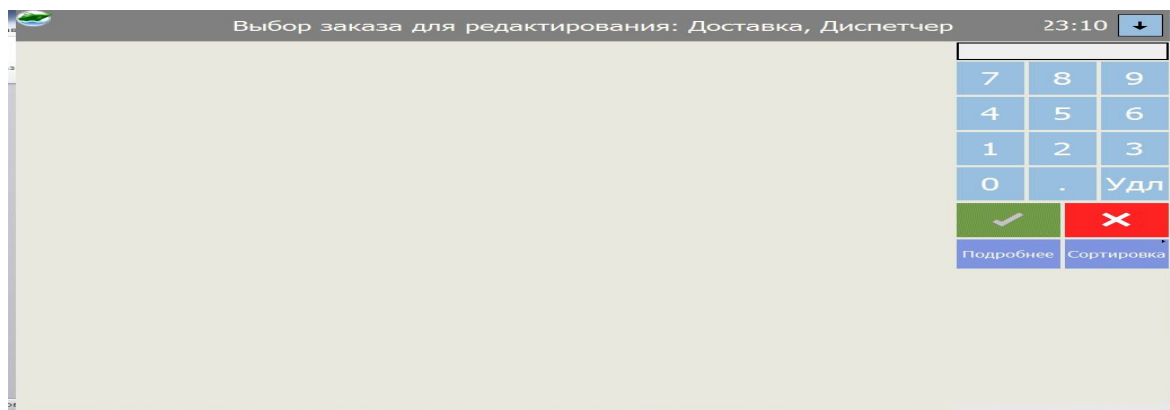 Выбор заказа для редактирования: Доставка, Диспетчер 23:10
7 8 9
4 5 6
1 2 3
0 . Удл
Подробнее Сортировка